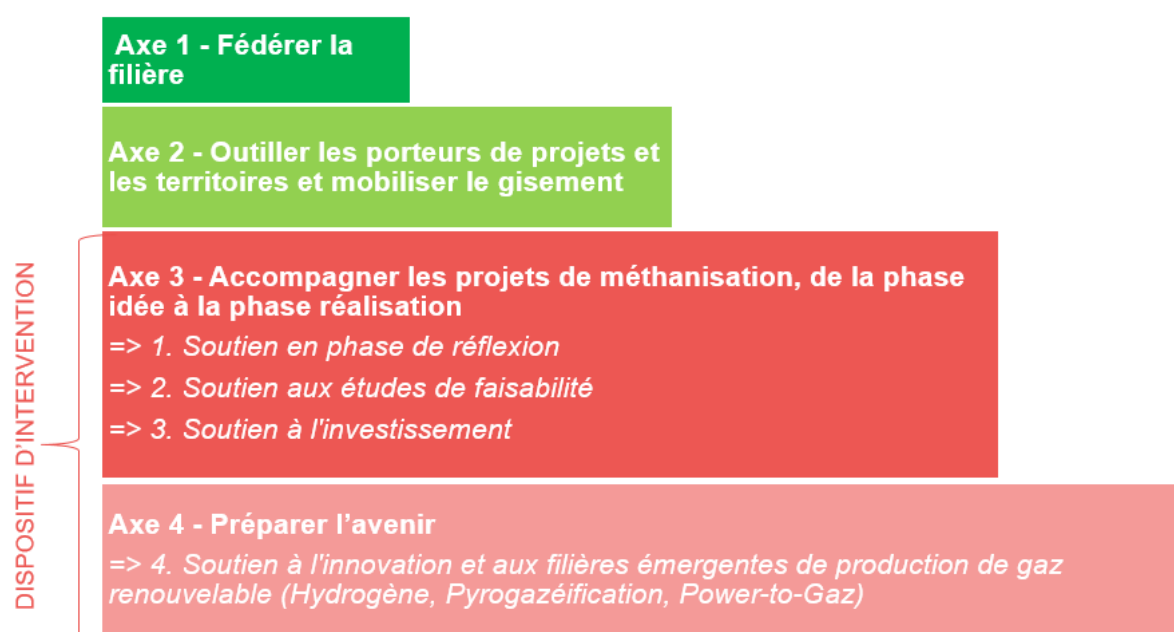 Axe 1 - Fédérer la
filière
Axe 2 - Outiller les porteurs de projets et
les territoires et mobiliser le gisement
DISPOSITIF D'INTERVENTION
Axe 3 - Accompagner les projets de méthanisation, de la phase
idée à la phase réalisation
=> 1. Soutien en phase de réflexion
=> 2. Soutien aux études de faisabilité
=> 3. Soutien à l'investissement
Axe 4 - Préparer l’avenir
=> 4. Soutien à l'innovation et aux filières émergentes de production de gaz
renouvelable (Hydrogène, Pyrogazéification, Power-to-Gaz)